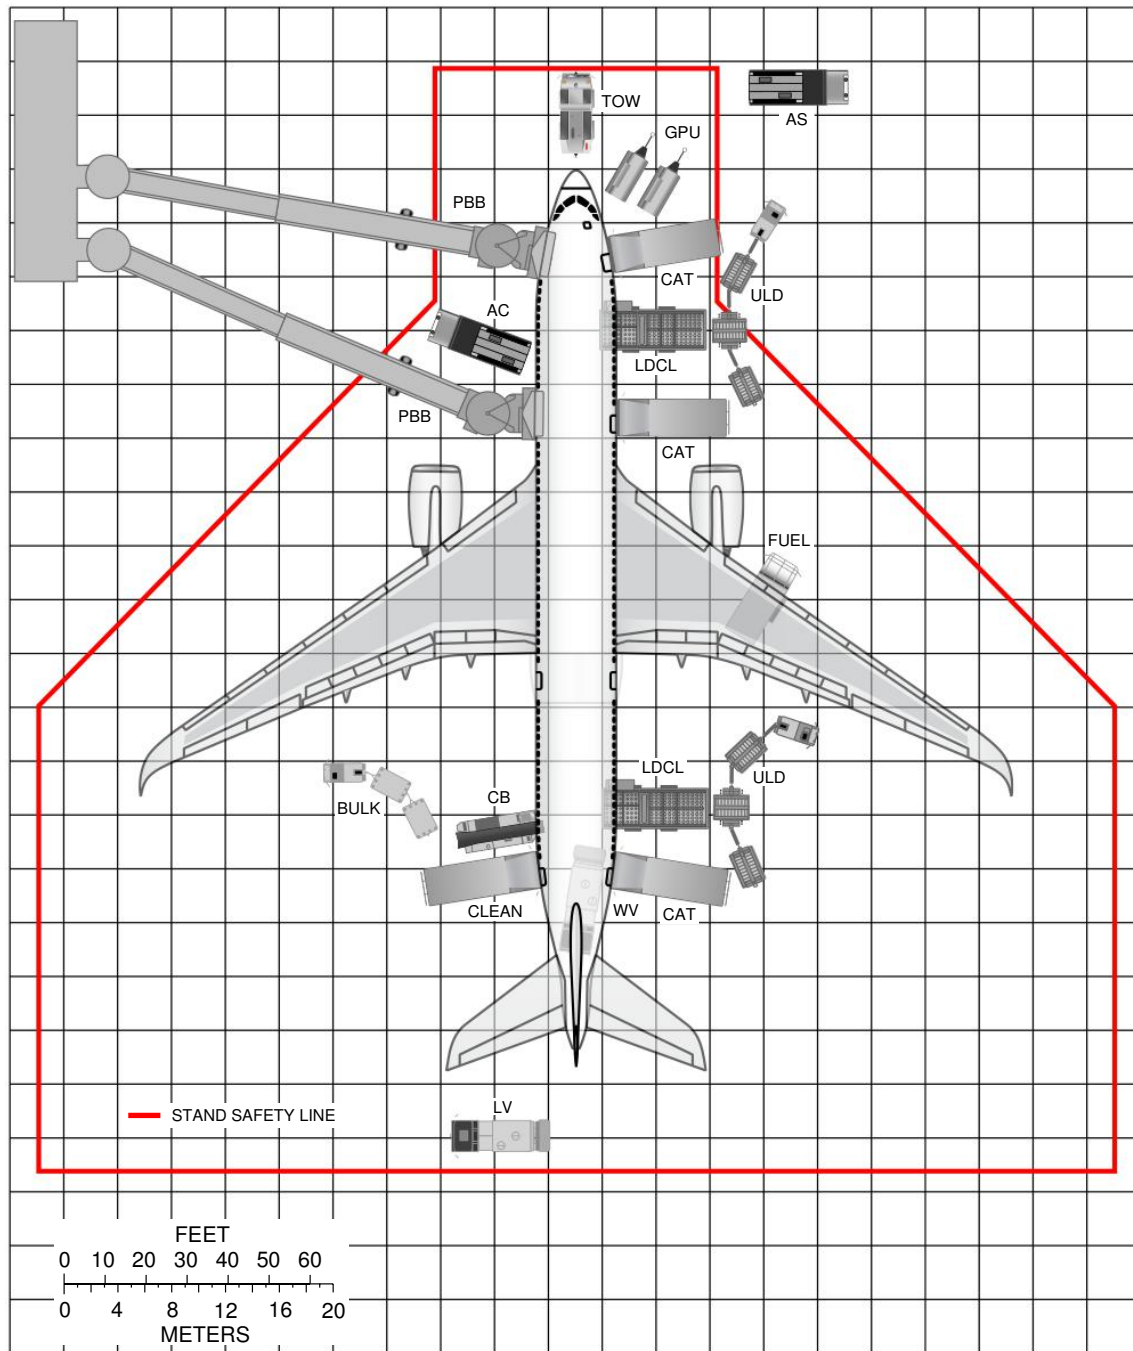 TOW
AS
GPU
PBB
CAT
ULD
AC
LDCL
PBB
CAT
FUEL
LDCL
ULD
CB
BULK
CLEAN
WV
CAT
LV
STAND SAFETY LINE
FEET
0 10 20 30 40 50 60
0 4 8 12 16 20
METERS